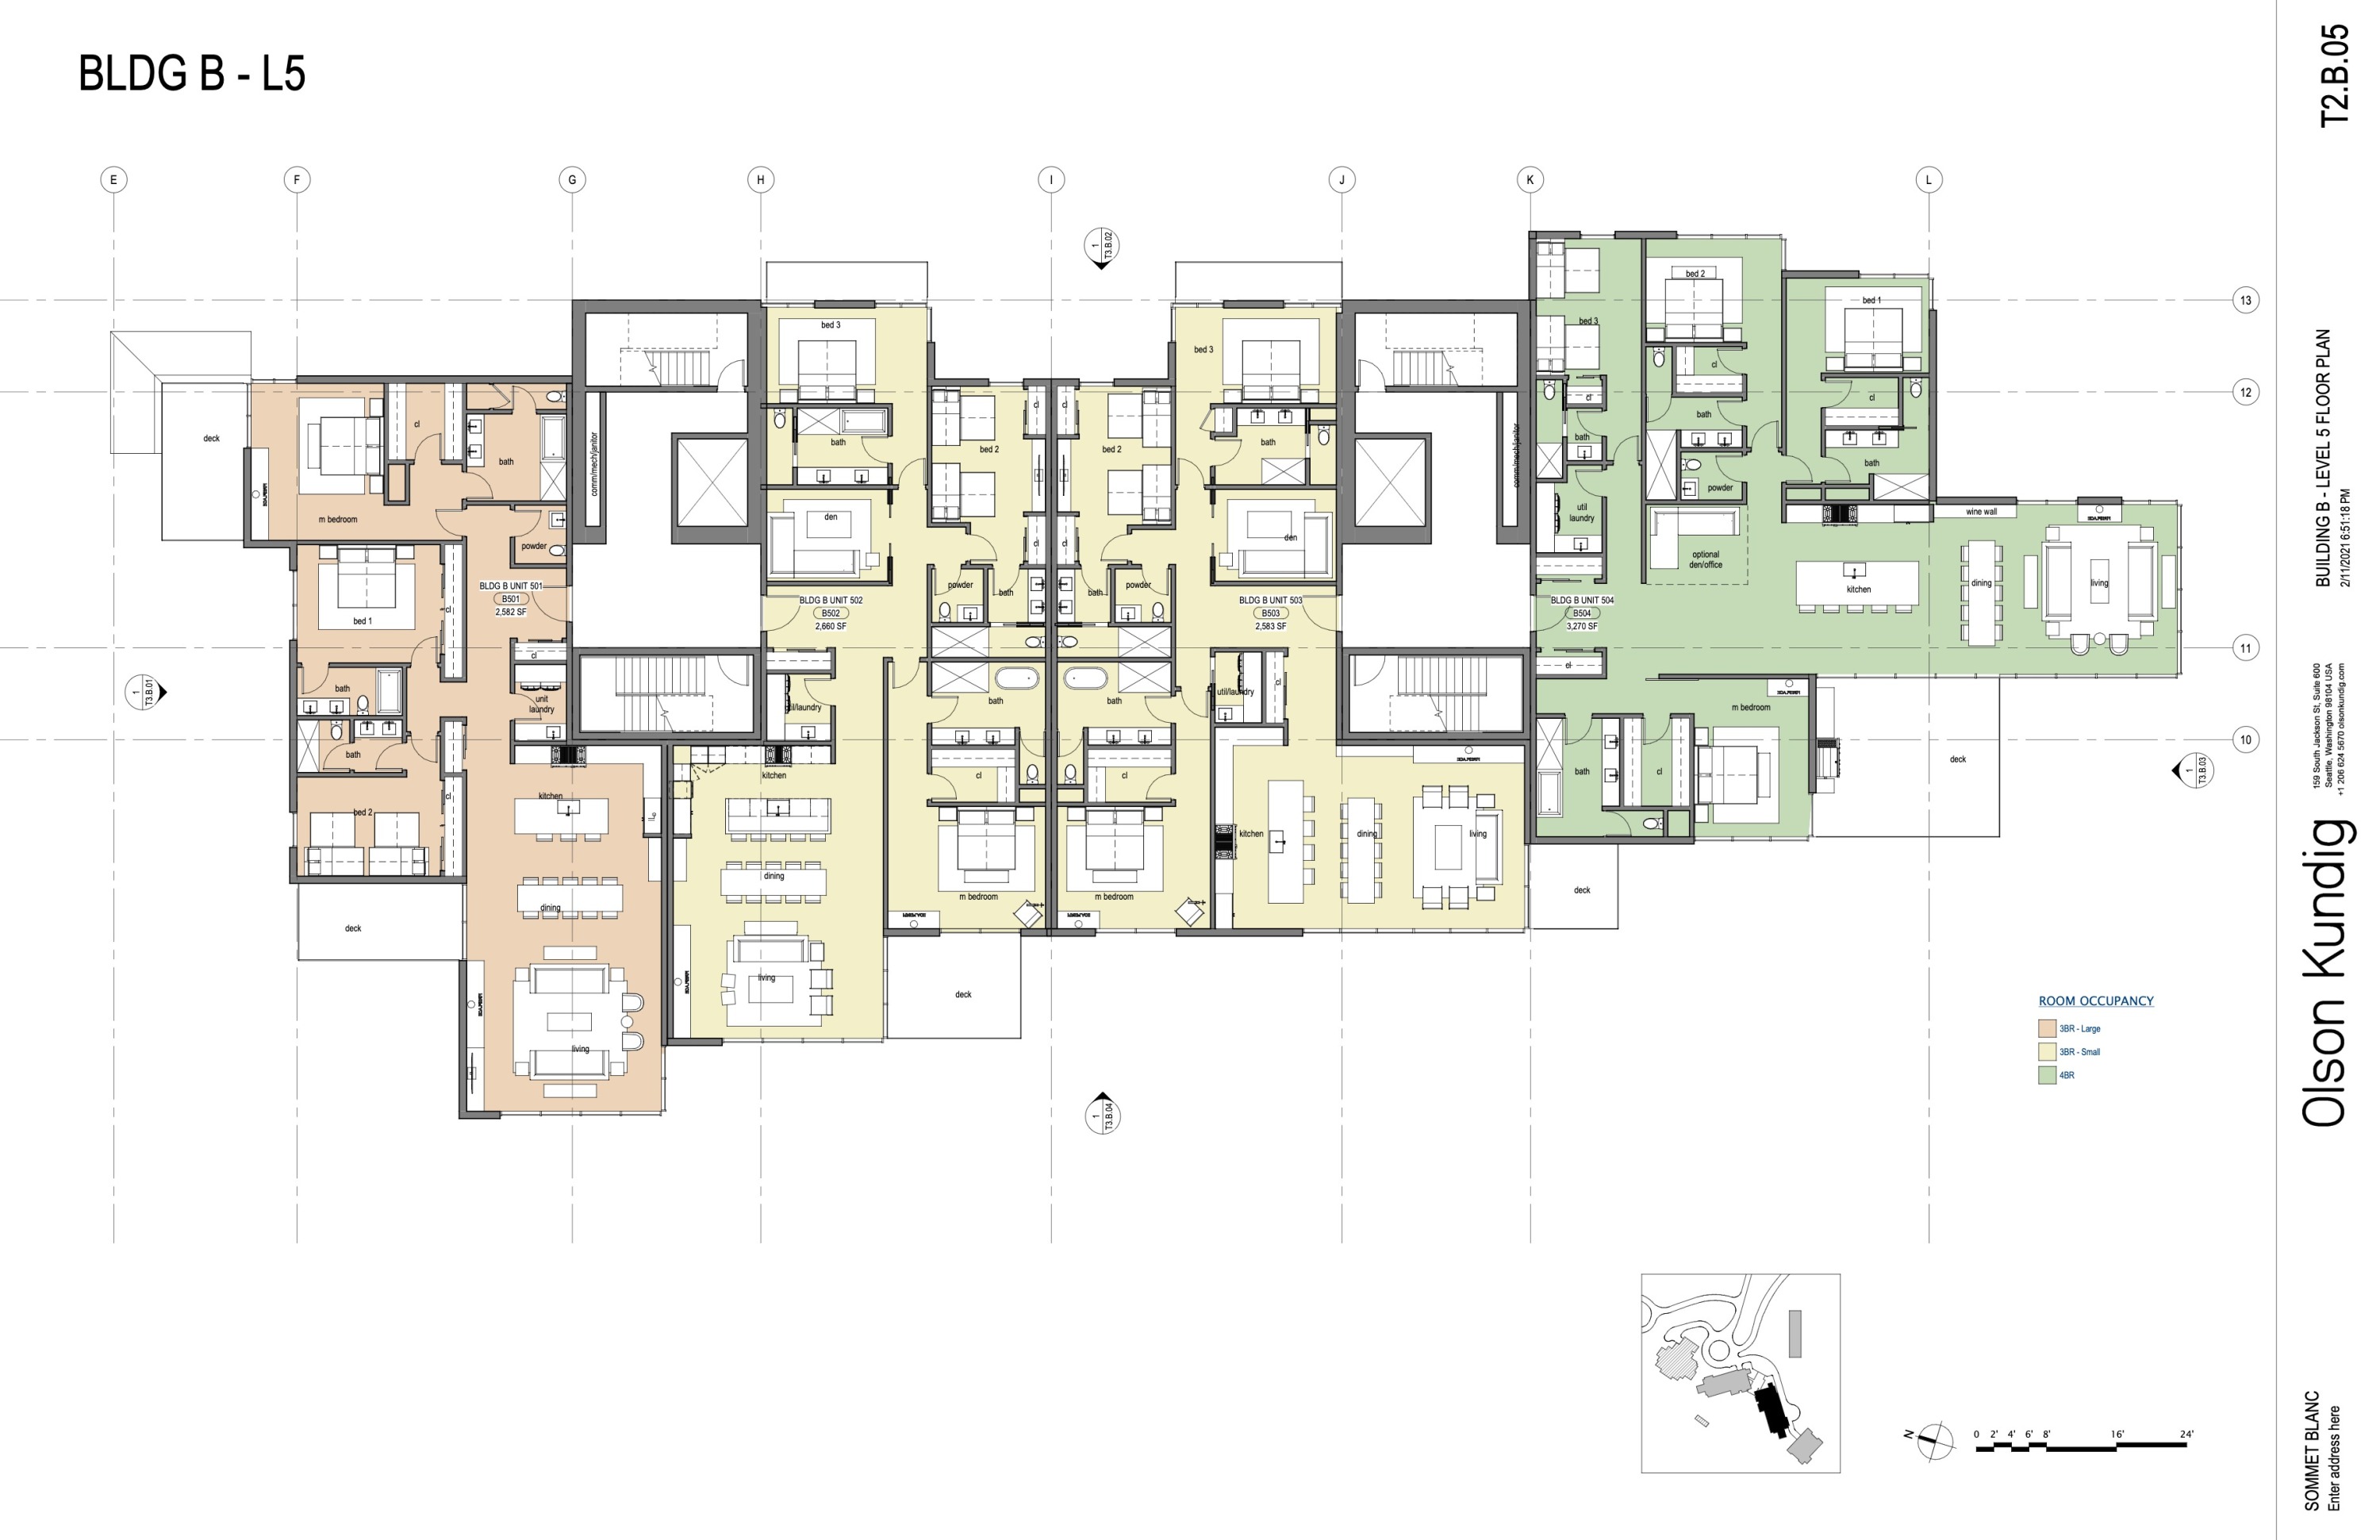 BLDG B - L5
T2.B.05
BUILDING B - LEVEL 5 FLOOR PLAN
2/11/2021 6:51:18 PM
159 South Jackson St, Suite 600
Seattle, Washington 98104 USA
+1 206 624 5670 olsonkundig.com
Olson Kundig
SOMMET BLANC
Enter address here
E
F
G
H
I
J
K
L
13
12
11
10
1
T3.B.02
1
T3.B.01
1
T3.B.03
1
T3.B.04
deck
m bedroom
cl
bath
powder
bed 1
cl
BLDG B UNIT 501
B501
2,582 SF
cl
bath
unit
laundry
bath
bed 2
cl
kitchen
dining
living
deck
comm/mech/janitor
bed 3
bath
den
bed 2
cl
cl
powder
bath
BLDG B UNIT 502
B502
2,660 SF
bath
cl
kitchen
dining
living
m bedroom
deck
bed 3
cl
bed 2
cl
bath
den
powder
bath
BLDG B UNIT 503
B503
2,583 SF
util/laundry
cl
bath
cl
m bedroom
kitchen
dining
living
deck
comm/mech/janitor
bed 3
bed 2
bed 1
cl
cl
cl
bath
bath
bath
powder
util
laundry
optional
den/office
wine wall
kitchen
dining
living
BLDG B UNIT 504
B504
3,270 SF
cl
m bedroom
bath
cl
deck
ROOM OCCUPANCY
3BR - Large
3BR - Small
4BR
N
0 2' 4' 6' 8' 16' 24'